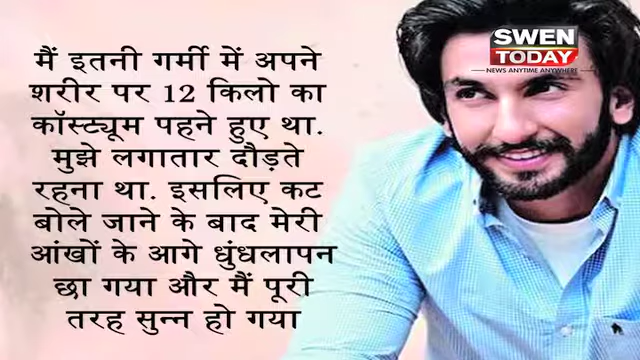 SWEN
TODAY
NEWS ANYTIME ANYWHERE
मैं इतनी गर्मी में अपने
शरीर पर 12 किलो का
कॉस्ट्यूम पहने हुए था.
मुझे लगातार दौड़ते
रहना था. इसलिए कट
बोले जाने के बाद मेरी
आंखों के आगे धुंधलापन
छा गया और मैं पूरी
तरह सुन्न हो गया